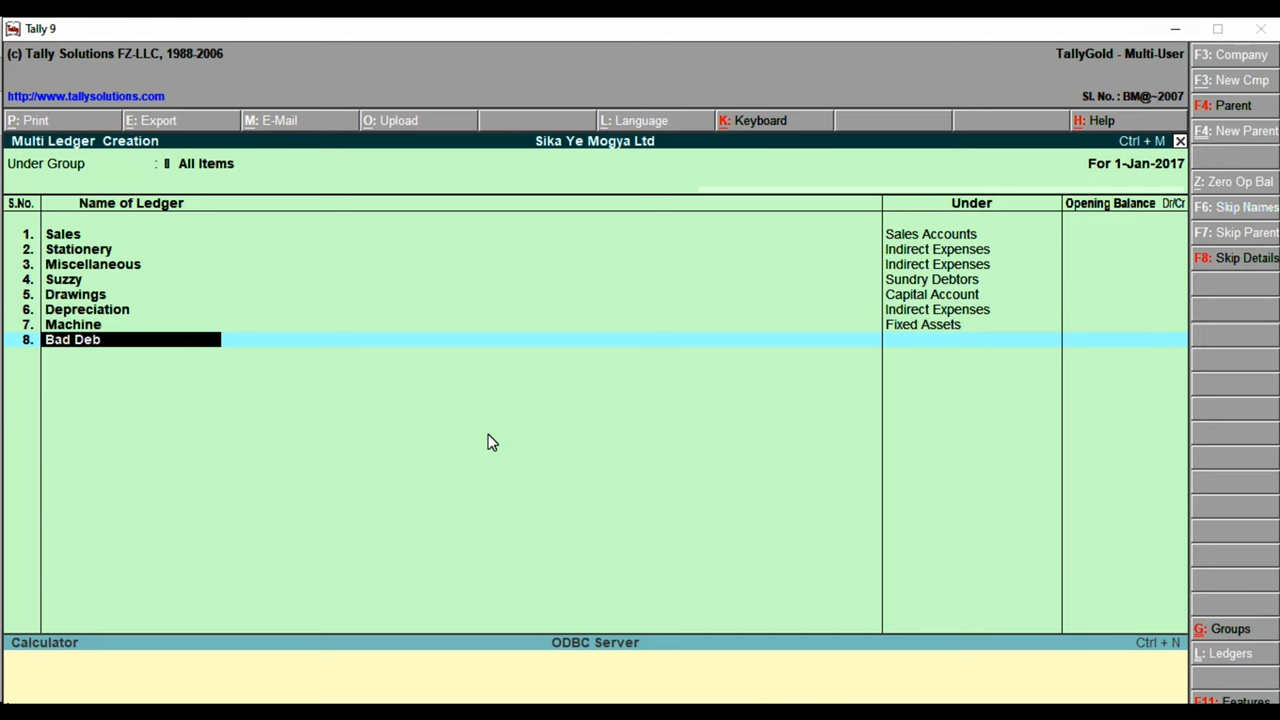 Tally 9
(c) Tally Solutions FZ-LLC, 1988-2006
TallyGold - Multi-User
http://www.tallysolutions.com
Sl. No. : BM@~2007
P: Print
E: Export
M: E-Mail
O: Upload
L: Language
K: Keyboard
H: Help
Multi Ledger Creation
Sika Ye Mogya Ltd
Ctrl + M
Under Group : All Items
For 1-Jan-2017
S.No. Name of Ledger Under Opening Balance Dr/Cr
1. Sales Sales Accounts
2. Stationery Indirect Expenses
3. Miscellaneous Indirect Expenses
4. Suzzy Sundry Debtors
5. Drawings Capital Account
6. Depreciation Indirect Expenses
7. Machine Fixed Assets
8. Bad Deb
Calculator
ODBC Server
Ctrl + N
F3: Company
F3: New Cmp
F4: Parent
F4: New Parent
Z: Zero Op Bal
F6: Skip Names
F7: Skip Parent
F8: Skip Details
G: Groups
L: Ledgers
F11: Features